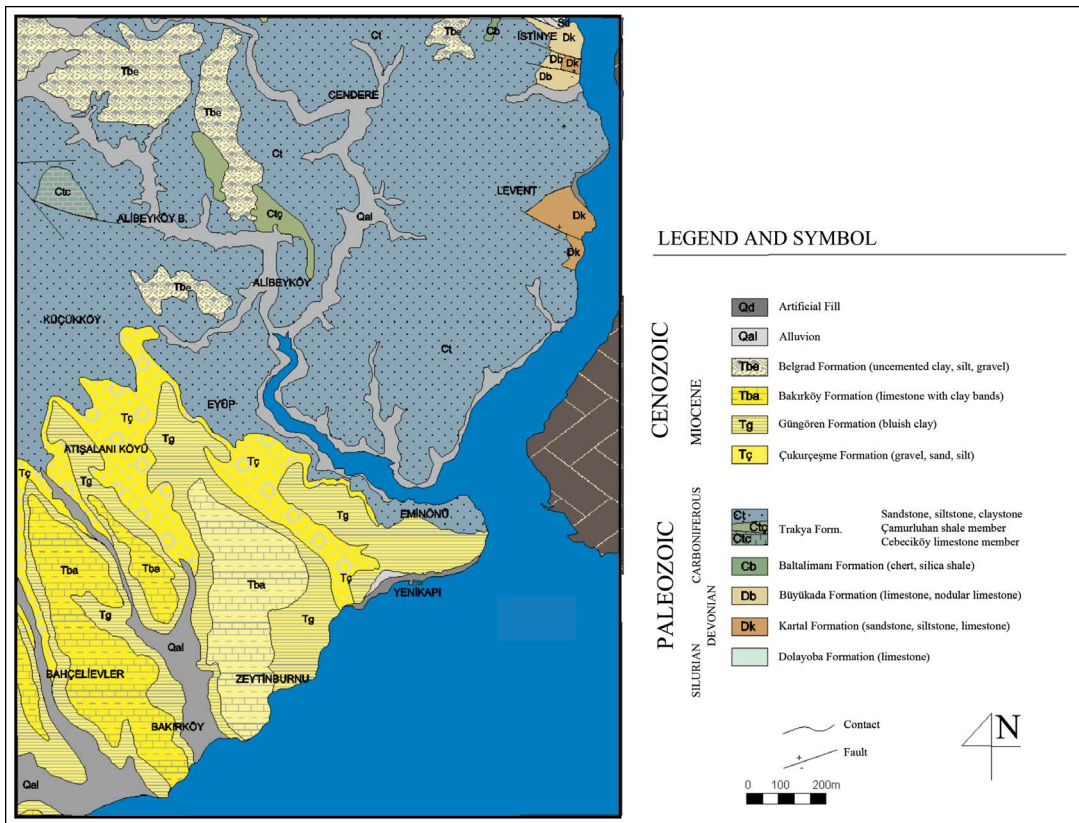 Ct
Tbe
Cb
Sd
İSTİNYE
Dk
Db
Dk
Db
Tbe
CENDERE
Tbe
Ct
Ctc
LEVENT
ALİBEYKÖY B.
Ctç
Qal
Dk
Dk
Tbe
ALİBEYKÖY
KÜÇÜKKÖY
Ct
EYÜP
Tç
Tg
ATIŞALANI KÖYÜ
Tç
Tç
Tg
Tg
EMİNÖNÜ
Tba
Tba
Tba
Tç
YENİKAPI
Tg
Tg
Qal
BAHÇELİEVLER
ZEYTİNBURNU
BAKIRKÖY
Qal
LEGEND AND SYMBOL
CENOZOIC
MIOCENE
Qd Artificial Fill
Qal Alluvion
Tbe Belgrad Formation (uncemented clay, silt, gravel)
Tba Bakırköy Formation (limestone with clay bands)
Tg Güngören Formation (bluish clay)
Tç Çukurçeşme Formation (gravel, sand, silt)
PALEOZOIC
CARBONIFEROUS
DEVONIAN
SILURIAN
Trakya Form.
Ct Sandstone, siltstone, claystone
Ctç Çamurluhan shale member
Ctc Cebeciköy limestone member
Cb Baltalimanı Formation (chert, silica shale)
Db Büyükada Formation (limestone, nodular limestone)
Dk Kartal Formation (sandstone, siltstone, limestone)
Dolayoba Formation (limestone)
Contact
+
-
Fault
N
0 100 200m